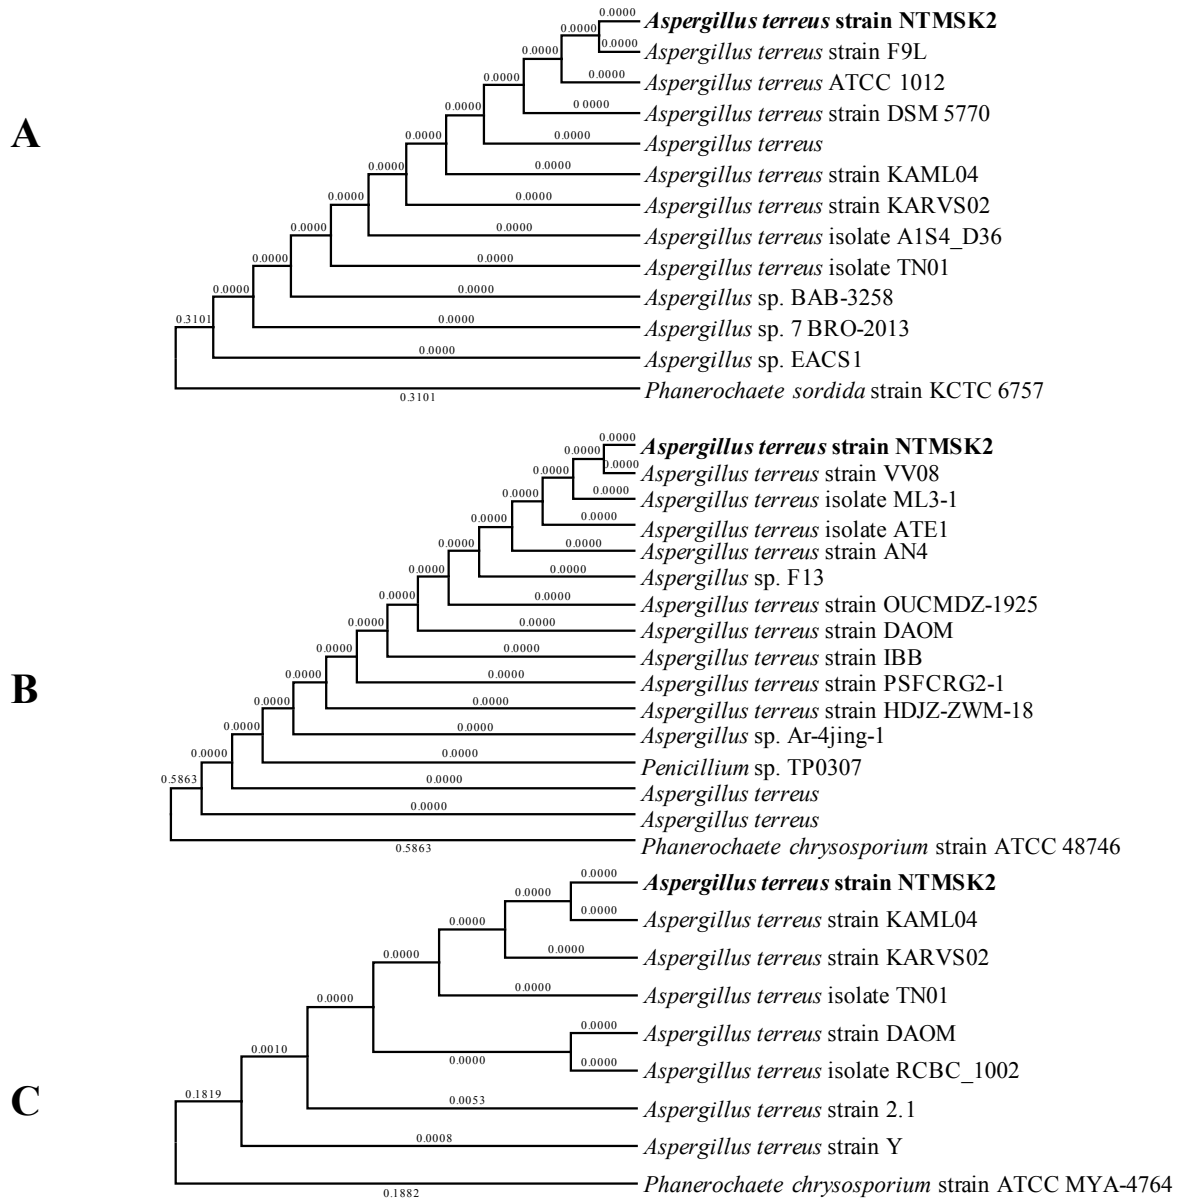 0.0000
Aspergillus terreus strain NTMSK2
0.0000
0.0000
Aspergillus terreus strain F9L
0.0000
0.0000
Aspergillus terreus ATCC 1012
0.0000
0.0000
Aspergillus terreus strain DSM 5770
0.0000
A
0.0000
Aspergillus terreus
0.0000
0.0000
Aspergillus terreus strain KAML04
0.0000
0.0000
Aspergillus terreus strain KARVS02
0.0000
0.0000
Aspergillus terreus isolate A1S4_D36
0.0000
0.0000
Aspergillus terreus isolate TN01
0.0000
0.0000
Aspergillus sp. BAB-3258
0.0000
0.3101
0.0000
Aspergillus sp. 7 BRO-2013
0.0000
Aspergillus sp. EACS1
0.3101
Phanerochaete sordida strain KCTC 6757
0.0000
Aspergillus terreus strain NTMSK2
0.0000
0.0000
Aspergillus terreus strain VV08
0.0000
0.0000
Aspergillus terreus isolate ML3-1
0.0000
0.0000
Aspergillus terreus isolate ATE1
0.0000
0.0000
Aspergillus terreus strain AN4
0.0000
0.0000
Aspergillus sp. F13
0.0000
0.0000
Aspergillus terreus strain OUCMDZ-1925
0.0000
0.0000
Aspergillus terreus strain DAOM
0.0000
0.0000
Aspergillus terreus strain IBB
0.0000
B
0.0000
Aspergillus terreus strain PSFCRG2-1
0.0000
0.0000
Aspergillus terreus strain HDJZ-ZWM-18
0.0000
0.0000
Aspergillus sp. Ar-4jing-1
0.0000
0.0000
Penicillium sp. TP0307
0.5863
0.0000
Aspergillus terreus
0.0000
Aspergillus terreus
0.5863
Phanerochaete chrysosporium strain ATCC 48746
0.0000
Aspergillus terreus strain NTMSK2
0.0000
0.0000
Aspergillus terreus strain KAML04
0.0000
0.0000
Aspergillus terreus strain KARVS02
0.0000
0.0000
Aspergillus terreus isolate TN01
0.0000
0.0000
Aspergillus terreus strain DAOM
0.0010
0.0000
0.0000
Aspergillus terreus isolate RCBC_1002
C
0.1819
0.0053
Aspergillus terreus strain 2.1
0.0008
Aspergillus terreus strain Y
0.1882
Phanerochaete chrysosporium strain ATCC MYA-4764